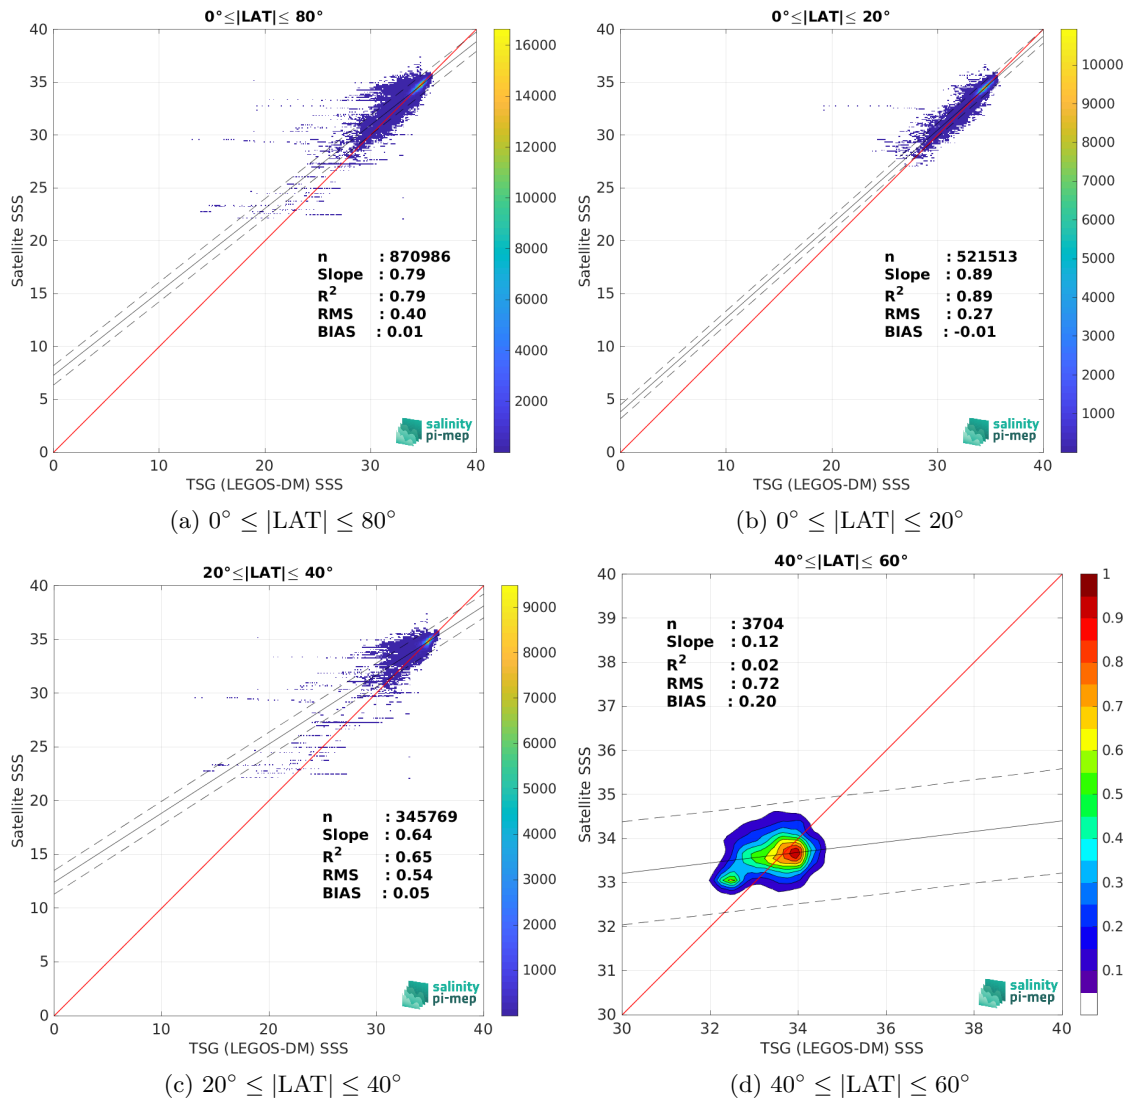 0°≤|LAT|≤ 80°
40
35
30
25
20
15
10
5
0
Satellite SSS
n : 870986
Slope : 0.79
R² : 0.79
RMS : 0.40
BIAS : 0.01
salinity
pi-mep
0 10 20 30 40
TSG (LEGOS-DM) SSS
16000
14000
12000
10000
8000
6000
4000
2000
(a) 0° ≤ |LAT| ≤ 80°
0°≤|LAT|≤ 20°
40
35
30
25
20
15
10
5
0
Satellite SSS
n : 521513
Slope : 0.89
R² : 0.89
RMS : 0.27
BIAS : -0.01
salinity
pi-mep
0 10 20 30 40
TSG (LEGOS-DM) SSS
10000
9000
8000
7000
6000
5000
4000
3000
2000
1000
(b) 0° ≤ |LAT| ≤ 20°
20°≤|LAT|≤ 40°
40
35
30
25
20
15
10
5
0
Satellite SSS
n : 345769
Slope : 0.64
R² : 0.65
RMS : 0.54
BIAS : 0.05
salinity
pi-mep
0 10 20 30 40
TSG (LEGOS-DM) SSS
9000
8000
7000
6000
5000
4000
3000
2000
1000
(c) 20° ≤ |LAT| ≤ 40°
40°≤|LAT|≤ 60°
40
39
38
37
36
35
34
33
32
31
30
Satellite SSS
n : 3704
Slope : 0.12
R² : 0.02
RMS : 0.72
BIAS : 0.20
salinity
pi-mep
30 32 34 36 38 40
TSG (LEGOS-DM) SSS
1
0.9
0.8
0.7
0.6
0.5
0.4
0.3
0.2
0.1
(d) 40° ≤ |LAT| ≤ 60°